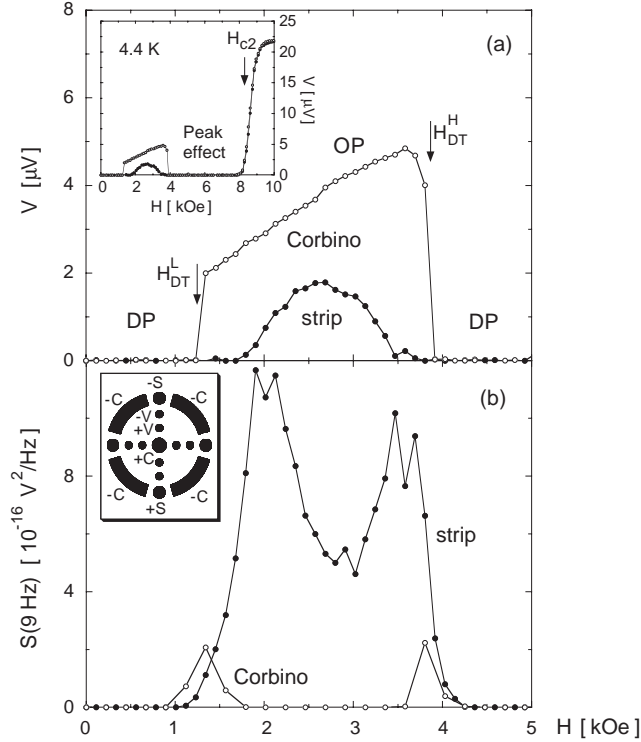 8
6
4
2
0
V [μV]
(a)
4.4 K
H_c2
25
20
15
10
5
0
V [μV]
Peak
effect
0 2 4 6 8 10
H [ kOe]
OP
H_DT^H
Corbino
H_DT^L
strip
DP
DP
(b)
-S
-C
-C
-V
+V
+C
-C
-C
+S
8
4
0
S(9 Hz) [ 10^-16 V^2/Hz]
strip
Corbino
0 1 2 3 4 5 H [ kOe]